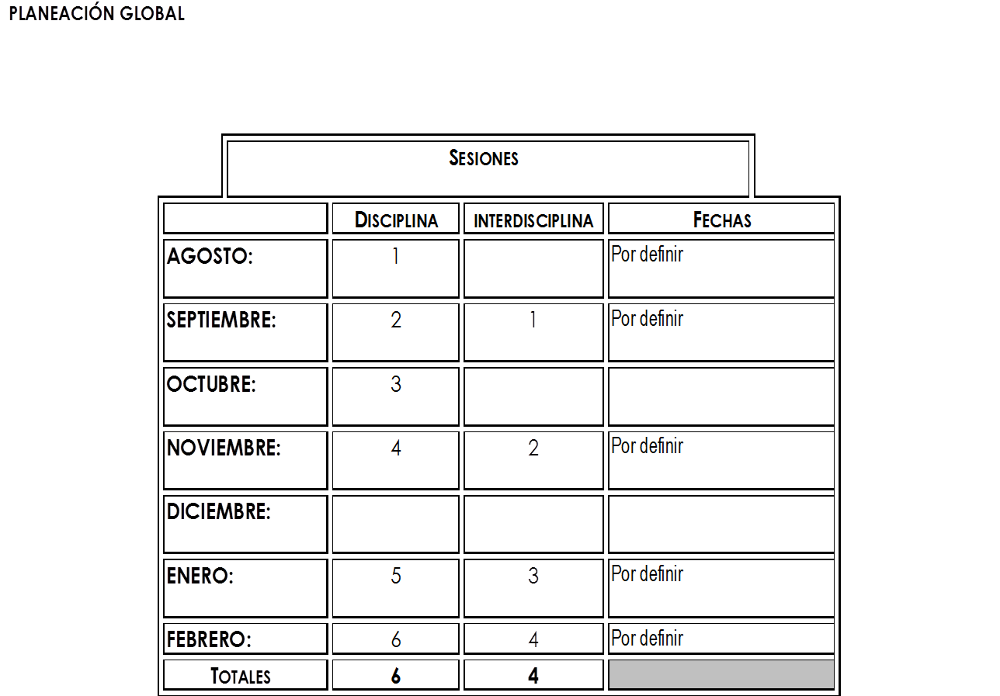 PLANEACIÓN GLOBAL
SESIONES
DISCIPLINA INTERDISCIPLINA FECHAS
AGOSTO: 1 Por definir
SEPTIEMBRE: 2 1 Por definir
OCTUBRE: 3
NOVIEMBRE: 4 2 Por definir
DICIEMBRE:
ENERO: 5 3 Por definir
FEBRERO: 6 4 Por definir
TOTALES 6 4